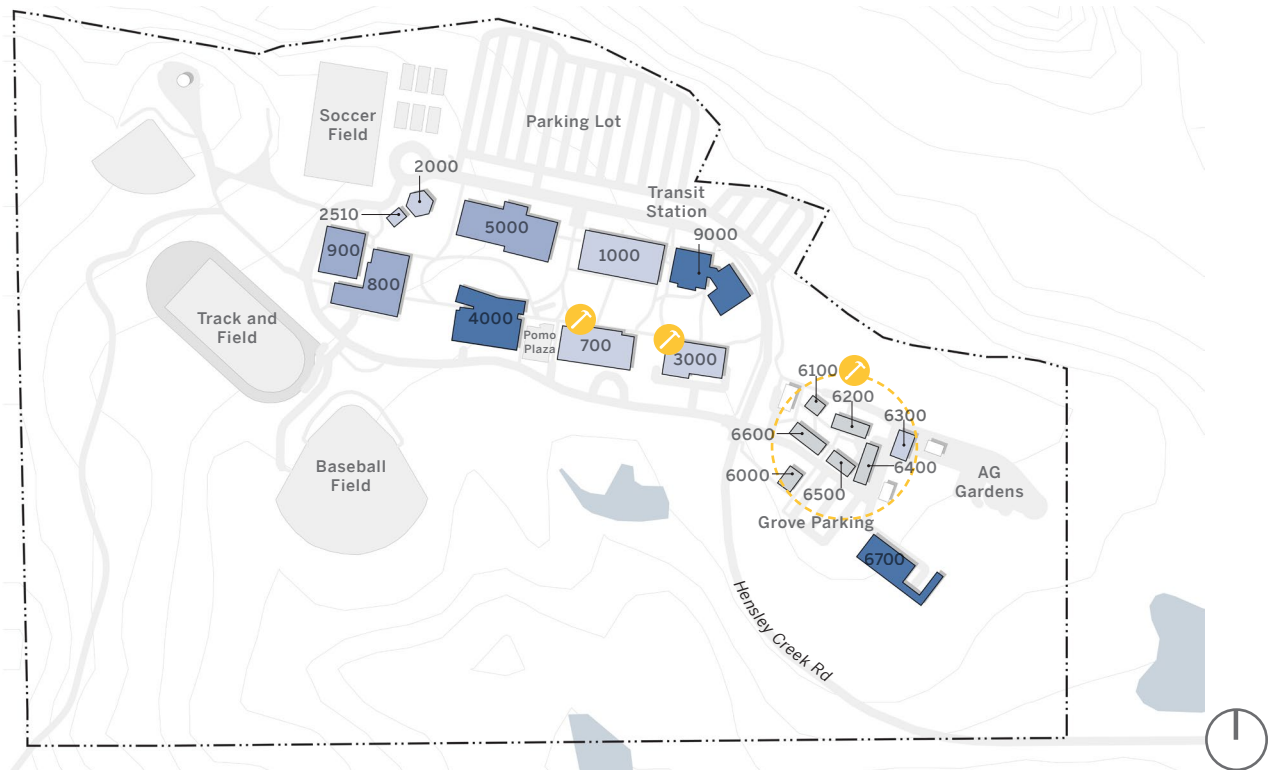 Soccer
Field
Parking Lot
2000
Transit
Station
2510
9000
5000
900
1000
800
4000
Track and
Field
Pomo
Plaza
700
3000
6100
6200
6300
6600
6400
6000
6500
Baseball
Field
AG
Gardens
Grove Parking
6700
Hensley Creek Rd